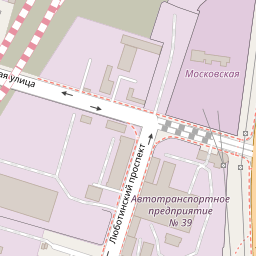 ая улица
Московская
Люботинский проспект
Автотранспортное
предприятие
№ 39